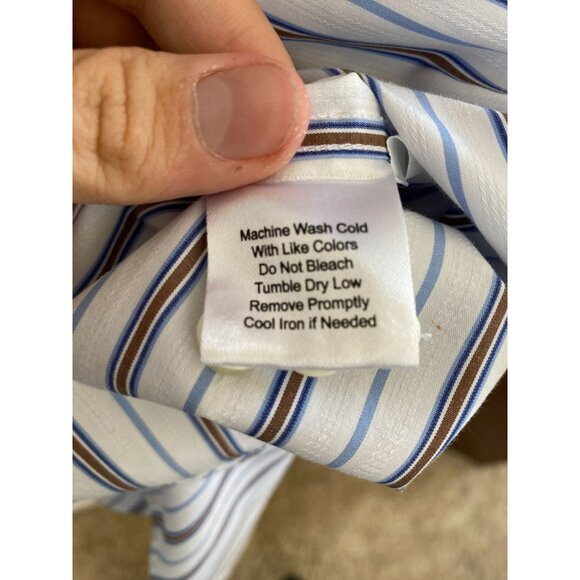 Machine Wash Cold
With Like Colors
Do Not Bleach
Tumble Dry Low
Remove Promptly
Cool Iron if Needed